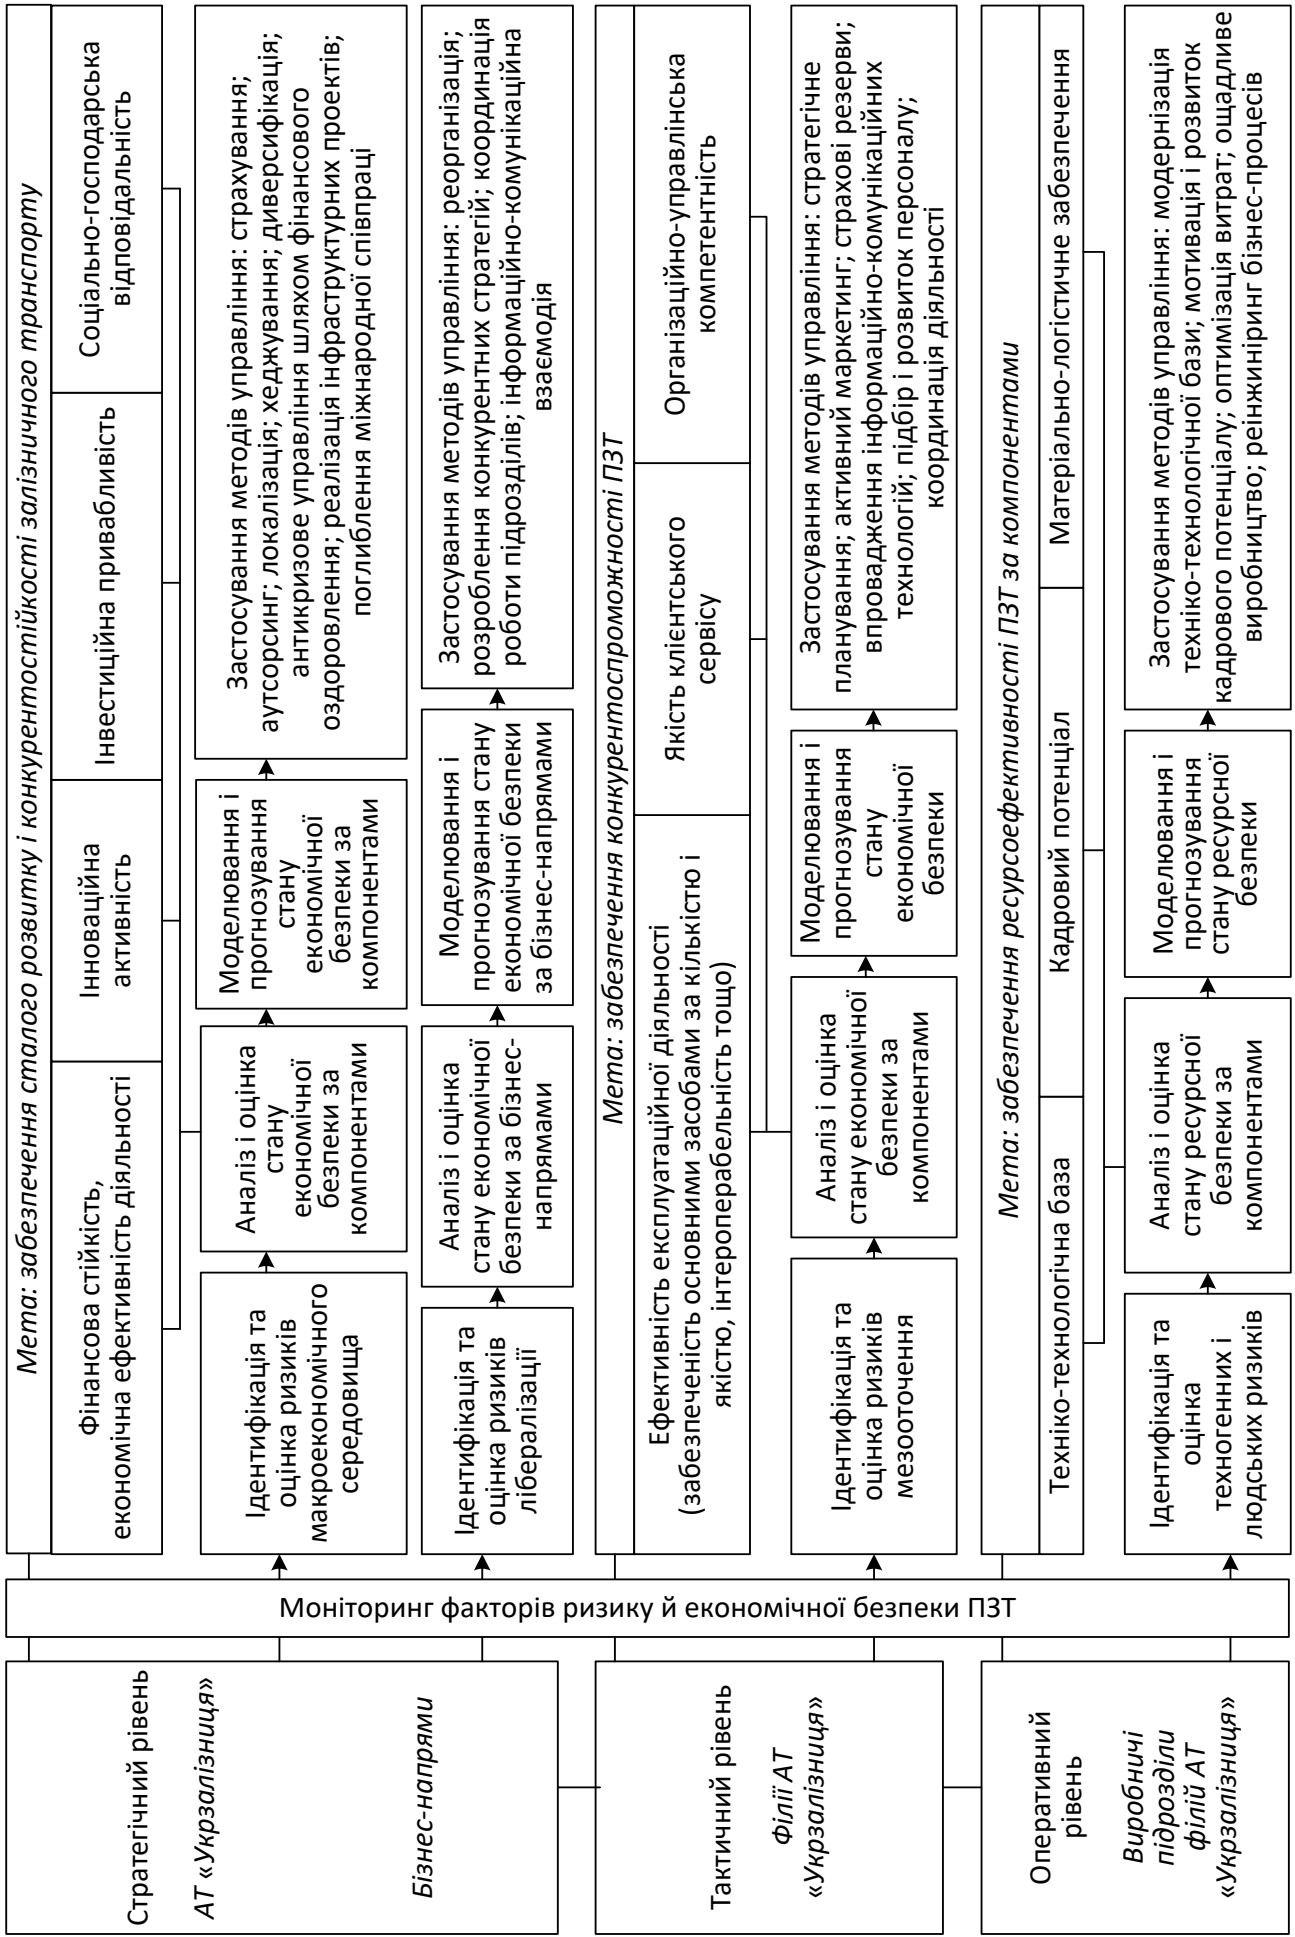 Стратегічний рівень
АТ «Укрзалізниця»
Бізнес-напрями
Тактичний рівень
Філії АТ
«Укрзалізниця»
Оперативний
рівень
Виробничі
підрозділи
філій АТ
«Укрзалізниця»
Моніторинг факторів ризику й економічної безпеки ПЗТ
Мета: забезпечення сталого розвитку і конкурентостійкості залізничного транспорту
Фінансова стійкість,
економічна ефективність діяльності
Інноваційна
активність
Інвестиційна привабливість
Соціально-господарська
відповідальність
Ідентифікація та
оцінка ризиків
макроекономічного
середовища
Аналіз і оцінка
стану
економічної
безпеки за
компонентами
Моделювання і
прогнозування
стану
економічної
безпеки за
компонентами
Застосування методів управління: страхування;
аутсорсинг; локалізація; хеджування; диверсифікація;
антикризове управління шляхом фінансового
оздоровлення; реалізація інфраструктурних проектів;
поглиблення міжнародної співпраці
Ідентифікація та
оцінка ризиків
лібералізації
Аналіз і оцінка
стану економічної
безпеки за бізнес-
напрямами
Моделювання і
прогнозування стану
економічної безпеки
за бізнес-напрямами
Застосування методів управління: реорганізація;
розроблення конкурентних стратегій; координація
роботи підрозділів; інформаційно-комунікаційна
взаємодія
Мета: забезпечення конкурентоспроможності ПЗТ
Ефективність експлуатаційної діяльності
(забезпеченість основними засобами за кількістю і
якістю, інтероперабельність тощо)
Якість клієнтського
сервісу
Організаційно-управлінська
компетентність
Ідентифікація та
оцінка ризиків
мезооточення
Аналіз і оцінка
стану економічної
безпеки за
компонентами
Моделювання і
прогнозування
стану
економічної
безпеки
Застосування методів управління: стратегічне
планування; активний маркетинг; страхові резерви;
впровадження інформаційно-комунікаційних
технологій; підбір і розвиток персоналу;
координація діяльності
Мета: забезпечення ресурсоефективності ПЗТ за компонентами
Техніко-технологічна база
Кадровий потенціал
Матеріально-логістичне забезпечення
Ідентифікація та
оцінка
техногенних і
людських ризиків
Аналіз і оцінка
стану ресурсної
безпеки за
компонентами
Моделювання і
прогнозування
стану ресурсної
безпеки
Застосування методів управління: модернізація
техніко-технологічної бази; мотивація і розвиток
кадрового потенціалу; оптимізація витрат; ощадливе
виробництво; реінжиніринг бізнес-процесів